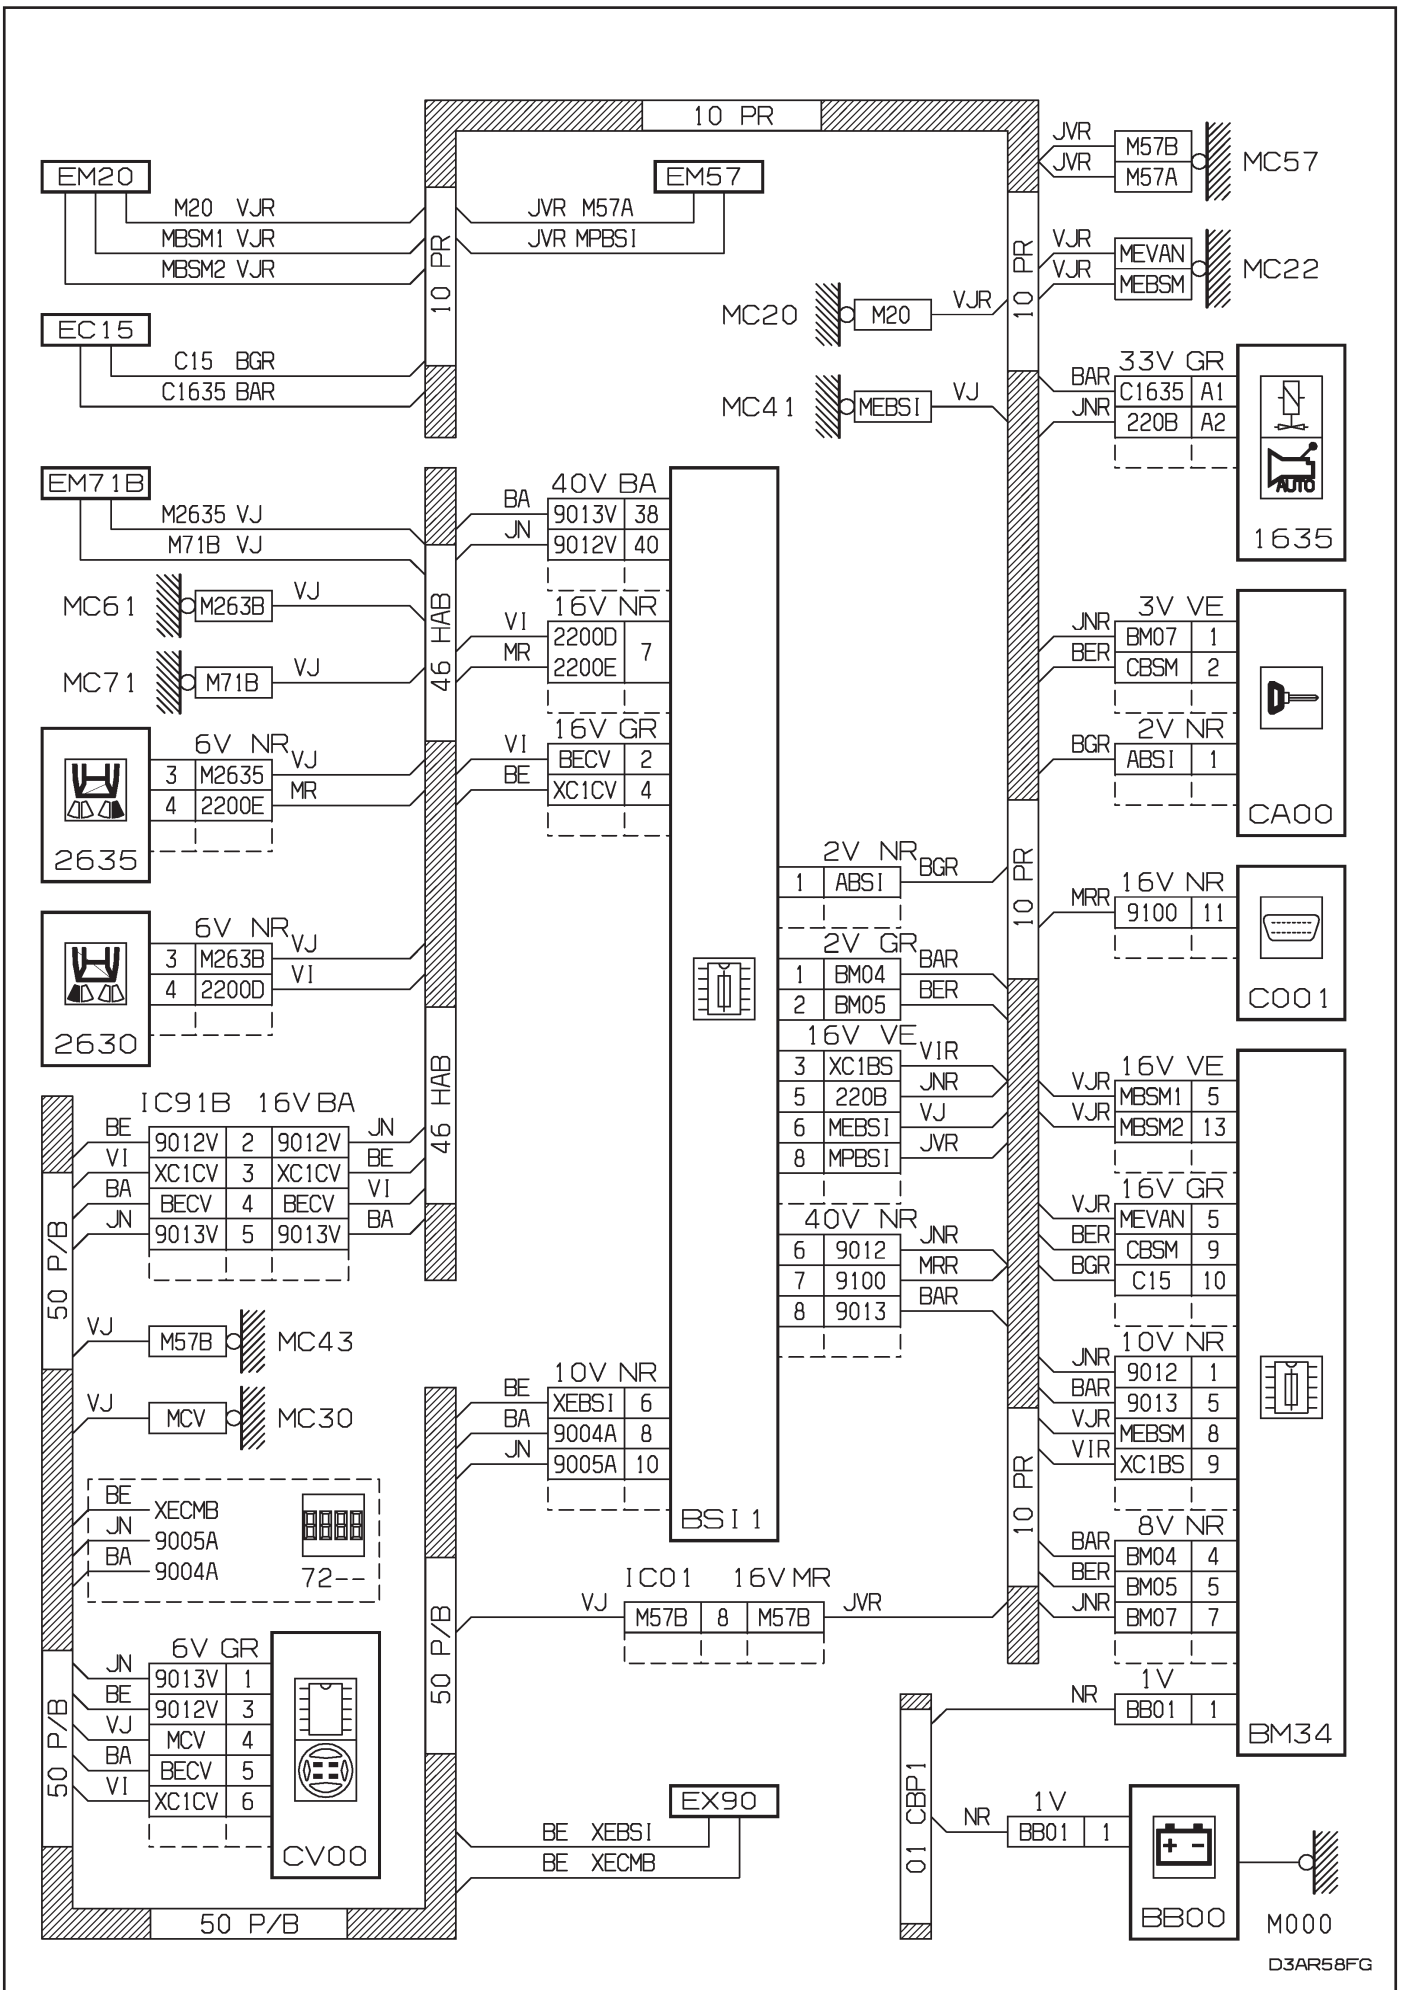 10 PR
EM20
M20 VJR
MBSM1 VJR
MBSM2 VJR
EC15
C15 BGR
C1635 BAR
10 PR
EM57
JVR M57A
JVR MPBSI
MC20
M20
VJR
MC41
MEBSI
VJ
10 PR
JVR
M57B
JVR
M57A
MC57
VJR
MEVAN
VJR
MEBSM
MC22
33V GR
BAR
C1635 A1
JNR
220B A2
AUTO
1635
EM71B
M2635 VJ
M71B VJ
MC61
M263B
VJ
MC71
M71B
VJ
46 HAB
6V NR
3 M2635 VJ
4 2200E MR
2635
6V NR
3 M263B VJ
4 2200D VI
2630
46 HAB
40V BA
BA 9013V 38
JN 9012V 40
16V NR
VI 2200D
MR 2200E
7
16V GR
VI BECV 2
BE XC1CV 4
2V NR
1 ABSI BGR
2V GR
1 BM04 BAR
2 BM05 BER
16V VE
3 XC1BS VIR
5 220B JNR
6 MEBSI VJ
8 MPBSI JVR
40V NR
6 9012 JNR
7 9100 MRR
8 9013 BAR
10V NR
BE XEBSI 6
BA 9004A 8
JN 9005A 10
BSI1
3V VE
JNR BM07 1
BER CBSM 2
2V NR
BGR ABSI 1
CA00
10 PR
16V NR
MRR 9100 11
C001
16V VE
VJR MBSM1 5
VJR MBSM2 13
16V GR
VJR MEVAN 5
BER CBSM 9
BGR C15 10
10V NR
JNR 9012 1
BAR 9013 5
VJR MEBSM 8
VIR XC1BS 9
8V NR
BAR BM04 4
BER BM05 5
JNR BM07 7
1V
NR BB01 1
BM34
10 PR
IC91B 16V BA
BE 9012V 2 9012V JN
VI XC1CV 3 XC1CV BE
BA BECV 4 BECV VI
JN 9013V 5 9013V BA
50 P/B
VJ
M57B
MC43
VJ
MCV
MC30
BE XECMB
JN 9005A
BA 9004A
72--
6V GR
JN 9013V 1
BE 9012V 3
VJ MCV 4
BA BECV 5
VI XC1CV 6
CV00
50 P/B
50 P/B
50 P/B
IC01 16V MR
VJ M57B 8 M57B JVR
EX90
BE XEBSI
BE XECMB
01 CBP1
1V
NR BB01 1
BB00
M000
D3AR58FG